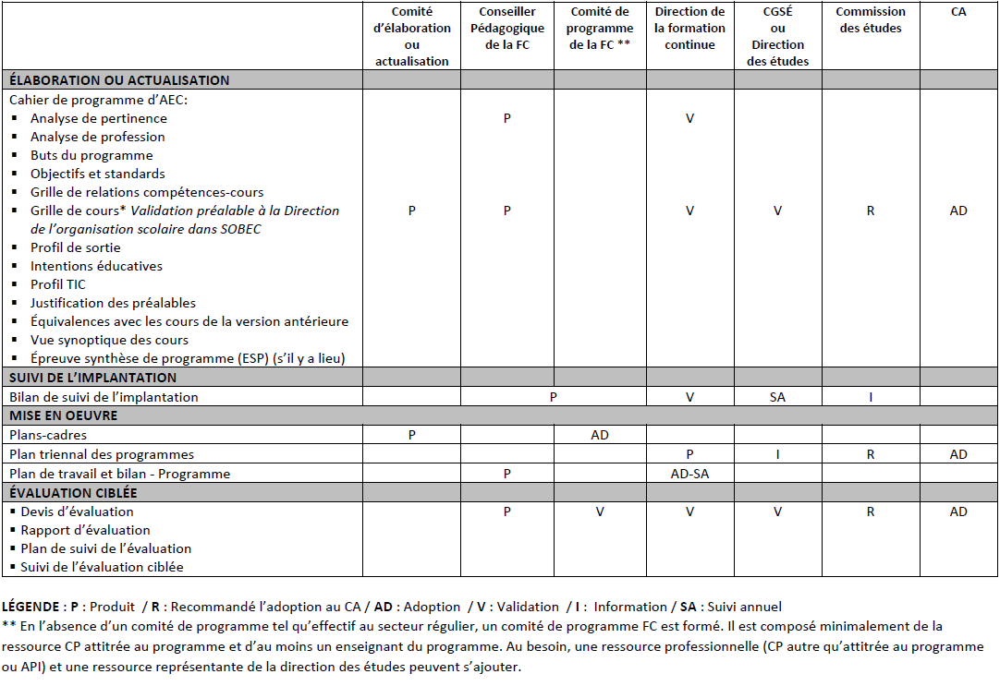 Comité d’élaboration ou actualisation
Conseiller Pédagogique de la FC
Comité de programme de la FC **
Direction de la formation continue
CGSÉ ou Direction des études
Commission des études
CA
ÉLABORATION OU ACTUALISATION
Cahier de programme d’AEC:
▪ Analyse de pertinence P V
▪ Analyse de profession
▪ Buts du programme
▪ Objectifs et standards
▪ Grille de relations compétences-cours
▪ Grille de cours* Validation préalable à la Direction P P V V R AD
de l’organisation scolaire dans SOBEC
▪ Profil de sortie
▪ Intentions éducatives
▪ Profil TIC
▪ Justification des préalables
▪ Équivalences avec les cours de la version antérieure
▪ Vue synoptique des cours
▪ Épreuve synthèse de programme (ESP) (s’il y a lieu)
SUIVI DE L’IMPLANTATION
Bilan de suivi de l’implantation P V SA I
MISE EN OEUVRE
Plans-cadres P AD
Plan triennal des programmes P I R AD
Plan de travail et bilan - Programme P AD-SA
ÉVALUATION CIBLÉE
▪ Devis d’évaluation P V V V R AD
▪ Rapport d’évaluation
▪ Plan de suivi de l’évaluation
▪ Suivi de l’évaluation ciblée
LÉGENDE : P : Produit / R : Recommandé l’adoption au CA / AD : Adoption / V : Validation / I : Information / SA : Suivi annuel
** En l’absence d’un comité de programme tel qu’effectif au secteur régulier, un comité de programme FC est formé. Il est composé minimalement de la
ressource CP attitrée au programme et d’au moins un enseignant du programme. Au besoin, une ressource professionnelle (CP autre qu’attitrée au programme
ou API) et une ressource représentante de la direction des études peuvent s’ajouter.